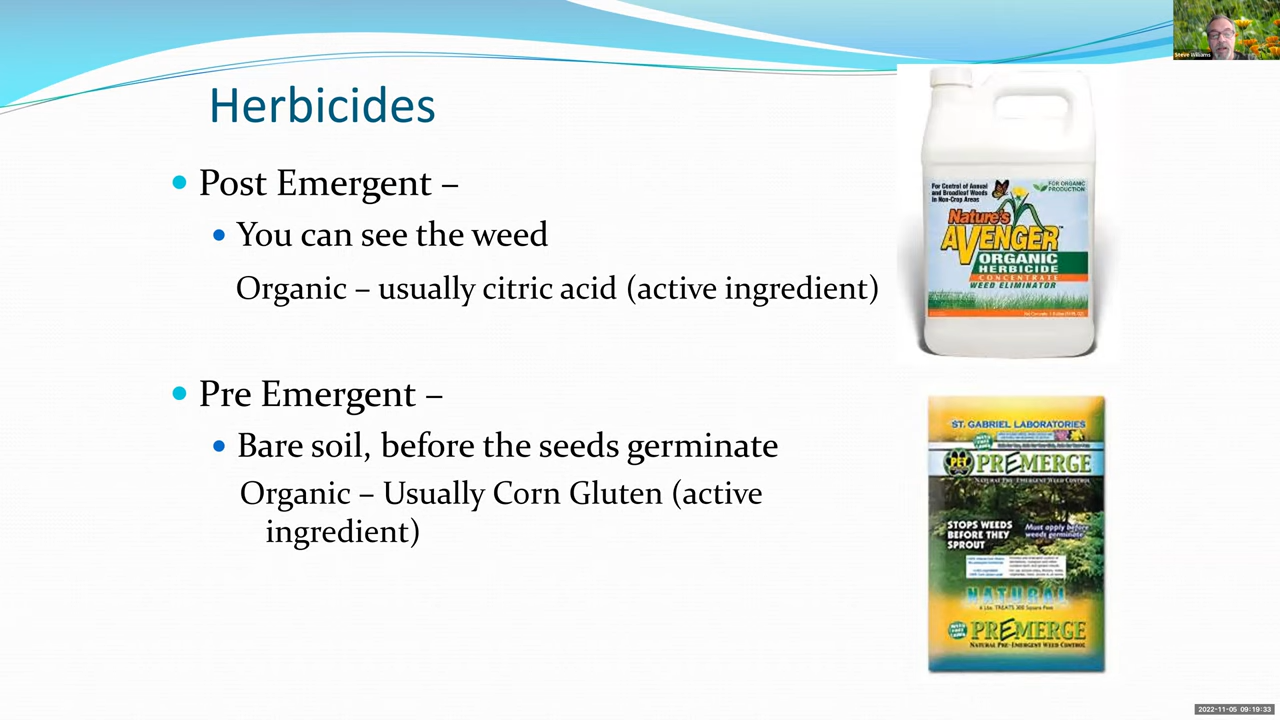 Steve Williams
Herbicides
Post Emergent –
You can see the weed
Organic – usually citric acid (active ingredient)
Pre Emergent –
Bare soil, before the seeds germinate
Organic – Usually Corn Gluten (active
ingredient)
For Control of Annual
and Broadleaf Weeds
in Non-Crop Areas
FOR ORGANIC
PRODUCTION
Nature's
AVENGER
ORGANIC
HERBICIDE
CONCENTRATE
WEED ELIMINATOR
ST. GABRIEL LABORATORIES
PREMERGE
NATURAL PRE-EMERGENT WEED CONTROL
STOPS WEEDS
BEFORE THEY
SPROUT
Must apply before
weeds germinate
NATURAL
PREMERGE
NATURAL PRE-EMERGENT WEED CONTROL
2022-11-05 09:19:33